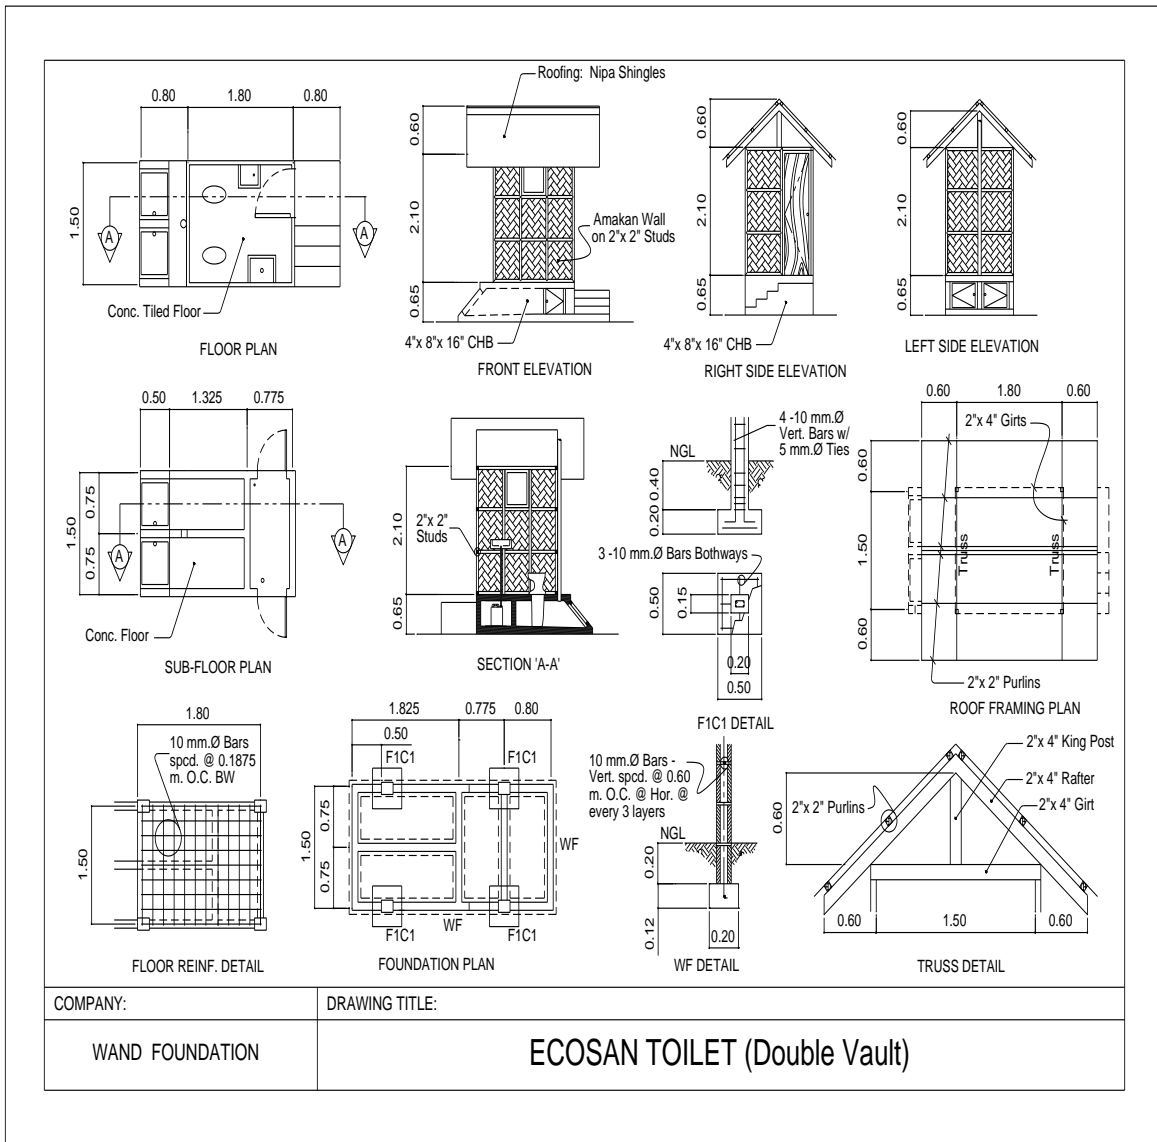 Roofing: Nipa Shingles
0.80 1.80 0.80
1.50
A A
Conc. Tiled Floor
FLOOR PLAN
0.60
2.10
0.65
Amakan Wall
on 2"x 2" Studs
4"x 8"x 16" CHB
FRONT ELEVATION
0.60
2.10
0.65
4"x 8"x 16" CHB
RIGHT SIDE ELEVATION
0.60
2.10
0.65
LEFT SIDE ELEVATION
0.50 1.325 0.775
1.50
0.75
0.75
A A
Conc. Floor
SUB-FLOOR PLAN
2.10
0.65
2"x 2"
Studs
SECTION 'A-A'
4 -10 mm.Ø
Vert. Bars w/
5 mm.Ø Ties
NGL
0.40
0.20
3 -10 mm.Ø Bars Bothways
0.50
0.15
0.20
0.50
F1C1 DETAIL
0.60 1.80 0.60
2"x 4" Girts
0.60
1.50
0.60
Truss Truss
2"x 2" Purlins
ROOF FRAMING PLAN
1.80
10 mm.Ø Bars
spcd. @ 0.1875
m. O.C. BW
1.50
FLOOR REINF. DETAIL
1.825 0.775 0.80
0.50
F1C1 F1C1
1.50
0.75
0.75
WF
F1C1 WF F1C1
FOUNDATION PLAN
10 mm.Ø Bars -
Vert. spcd. @ 0.60
m. O.C. @ Hor. @
every 3 layers
NGL
0.20
0.12
0.20
WF DETAIL
2"x 4" King Post
2"x 4" Rafter
2"x 4" Girt
2"x 2" Purlins
0.60
0.60 1.50 0.60
TRUSS DETAIL
COMPANY:
WAND FOUNDATION
DRAWING TITLE:
ECOSAN TOILET (Double Vault)